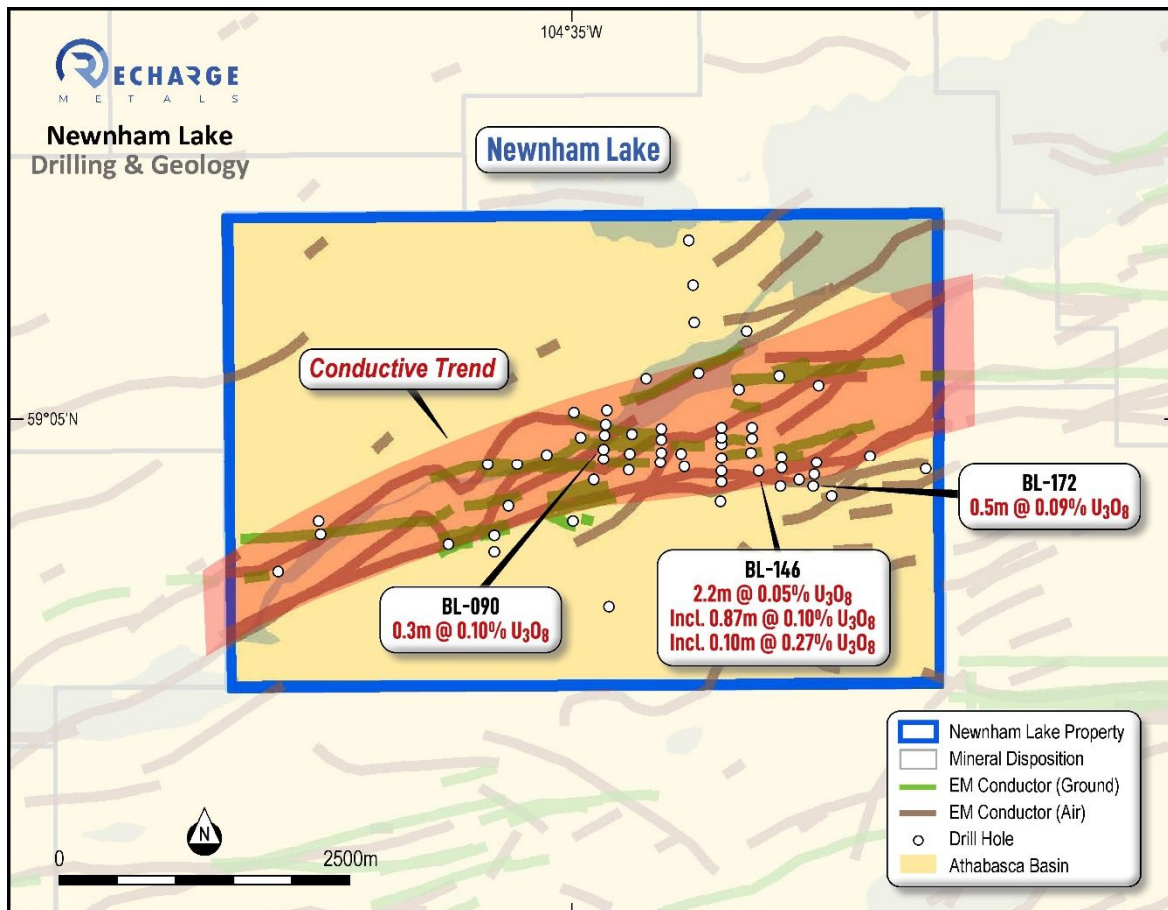 RECHARGE
METALS
Newnham Lake
Drilling & Geology
104°35'W
Newnham Lake
Conductive Trend
59°05'N
BL-172
0.5m @ 0.09% U₃O₈
BL-146
2.2m @ 0.05% U₃O₈
Incl. 0.87m @ 0.10% U₃O₈
Incl. 0.10m @ 0.27% U₃O₈
BL-090
0.3m @ 0.10% U₃O₈
Newnham Lake Property
Mineral Disposition
EM Conductor (Ground)
EM Conductor (Air)
Drill Hole
Athabasca Basin
N
0 2500m